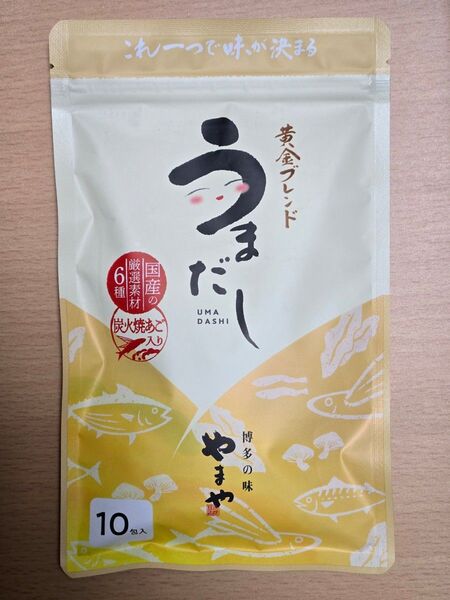 これ一つで味が決まる
黄金ブレンド
うまだし
UMA
DASHI
国産の
厳選素材
6種
炭火焼あご
入り
博多の味
やまや
10包入